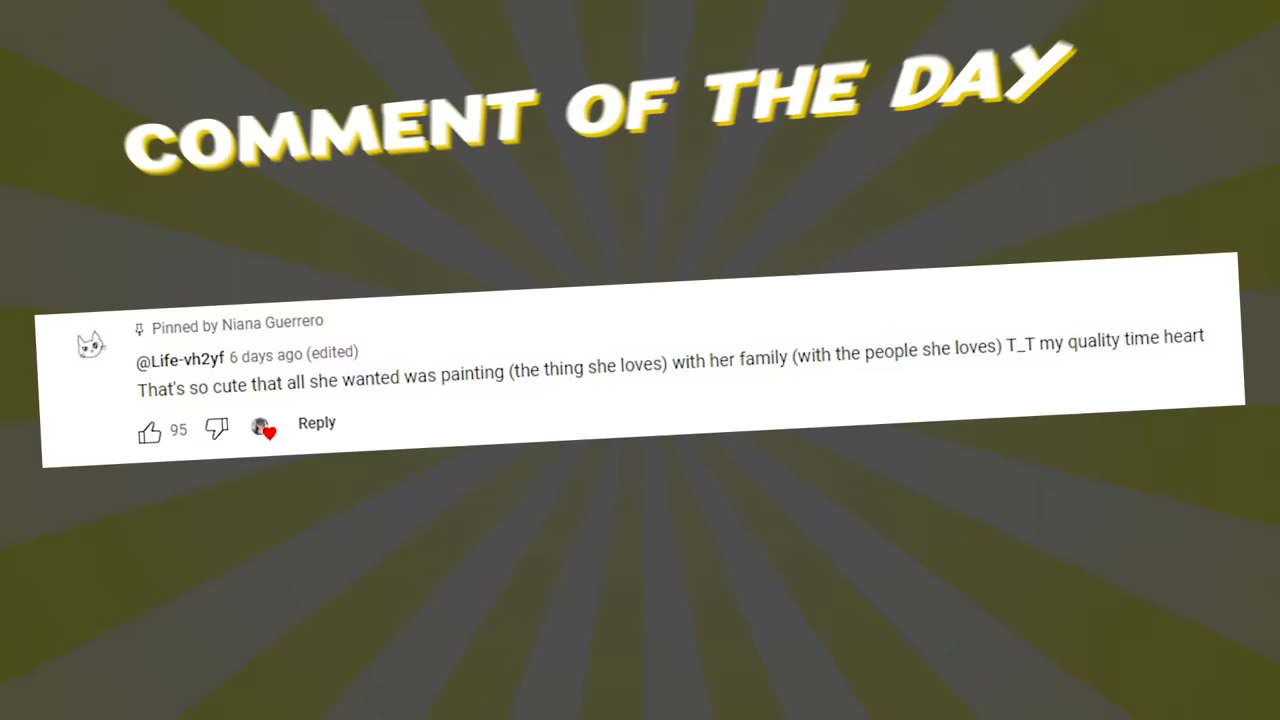 COMMENT OF THE DAY
Pinned by Niana Guerrero
@Life-vh2yf 6 days ago (edited)
That's so cute that all she wanted was painting (the thing she loves) with her family (with the people she loves) T_T my quality time heart
95 Reply